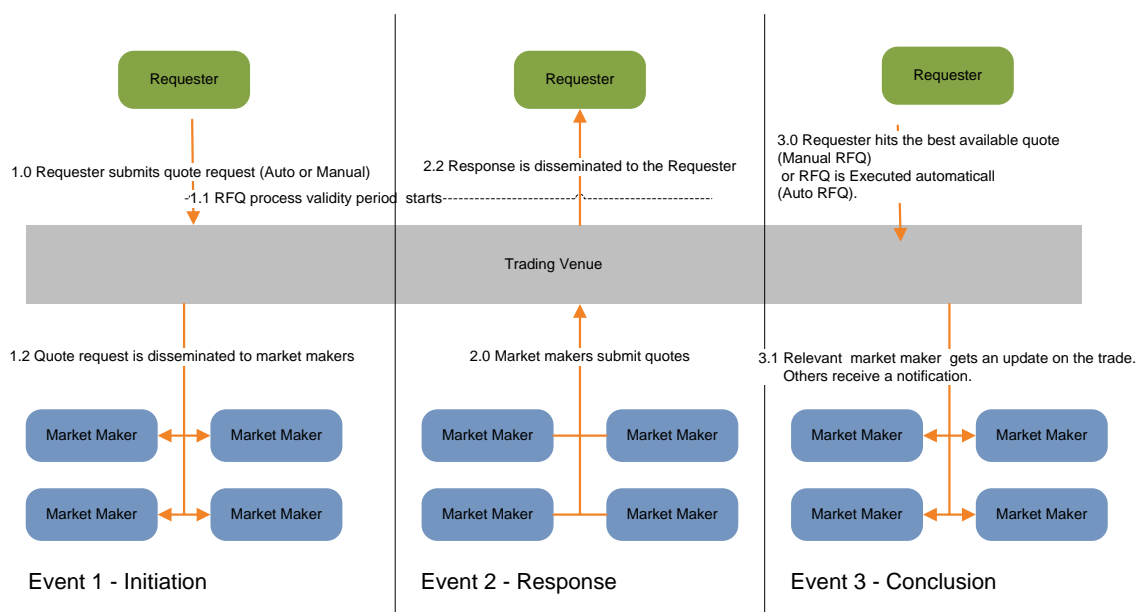 Requester
1.0 Requester submits quote request (Auto or Manual)
1.1 RFQ process validity period  starts
Requester
2.2 Response is disseminated to the Requester
Requester
3.0 Requester hits the best available quote
(Manual RFQ)
or RFQ is Executed automaticall
(Auto RFQ).
Trading Venue
1.2 Quote request is disseminated to market makers
Market Maker
Market Maker
Market Maker
Market Maker
Event 1 - Initiation
2.0 Market makers submit quotes
Market Maker
Market Maker
Market Maker
Market Maker
Event 2 - Response
3.1 Relevant  market maker  gets an update on the trade.
Others receive a notification.
Market Maker
Market Maker
Market Maker
Market Maker
Event 3 - Conclusion